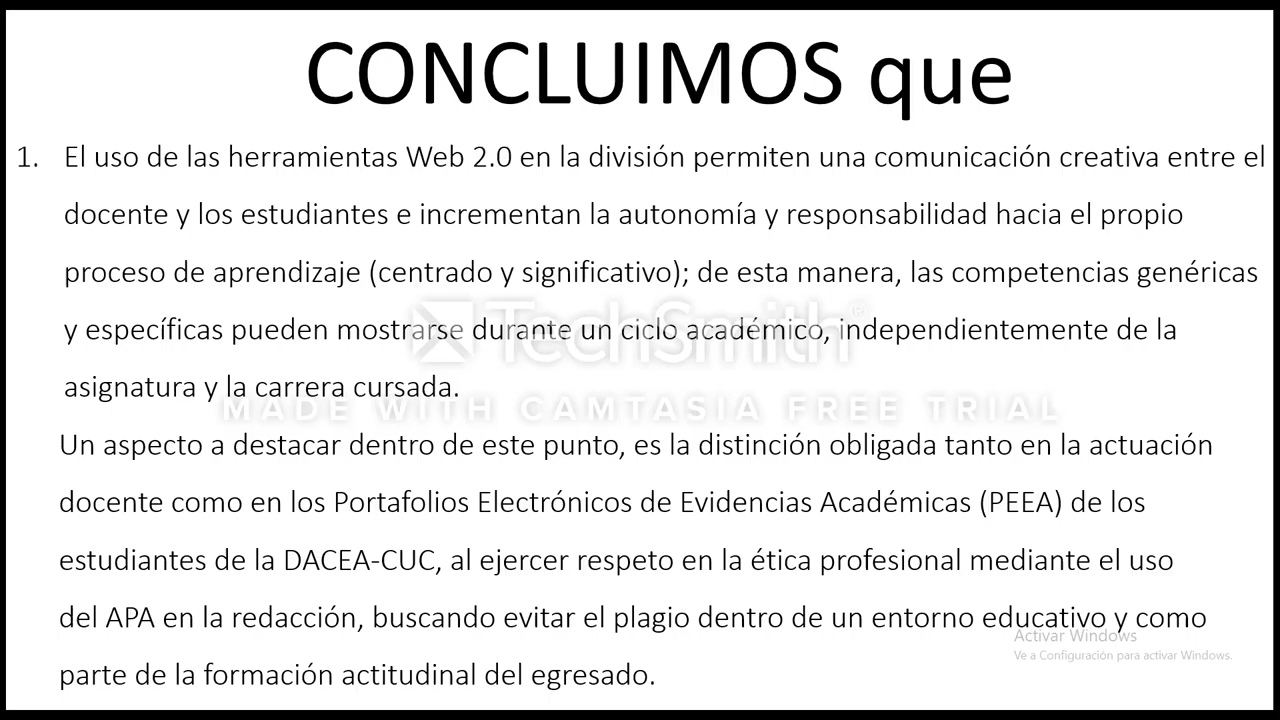 CONCLUIMOS que
1. El uso de las herramientas Web 2.0 en la división permiten una comunicación creativa entre el
docente y los estudiantes e incrementan la autonomía y responsabilidad hacia el propio
proceso de aprendizaje (centrado y significativo); de esta manera, las competencias genéricas
y específicas pueden mostrarse durante un ciclo académico, independientemente de la
asignatura y la carrera cursada.
TechSmith®
MADE WITH CAMTASIA FREE TRIAL
Un aspecto a destacar dentro de este punto, es la distinción obligada tanto en la actuación
docente como en los Portafolios Electrónicos de Evidencias Académicas (PEEA) de los
estudiantes de la DACEA-CUC, al ejercer respeto en la ética profesional mediante el uso
del APA en la redacción, buscando evitar el plagio dentro de un entorno educativo y como
parte de la formación actitudinal del egresado.
Activar Windows
Ve a Configuración para activar Windows.